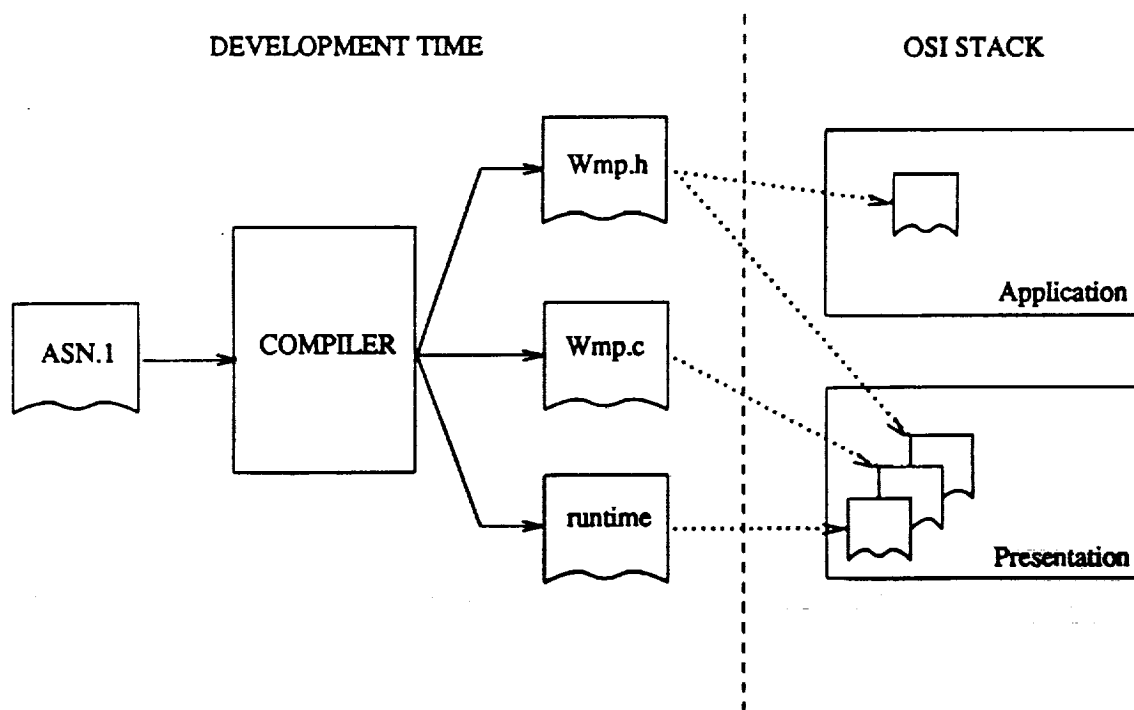 DEVELOPMENT TIME
OSI STACK
Wmp.h
Application
ASN.1
COMPILER
Wmp.c
runtime
Presentation